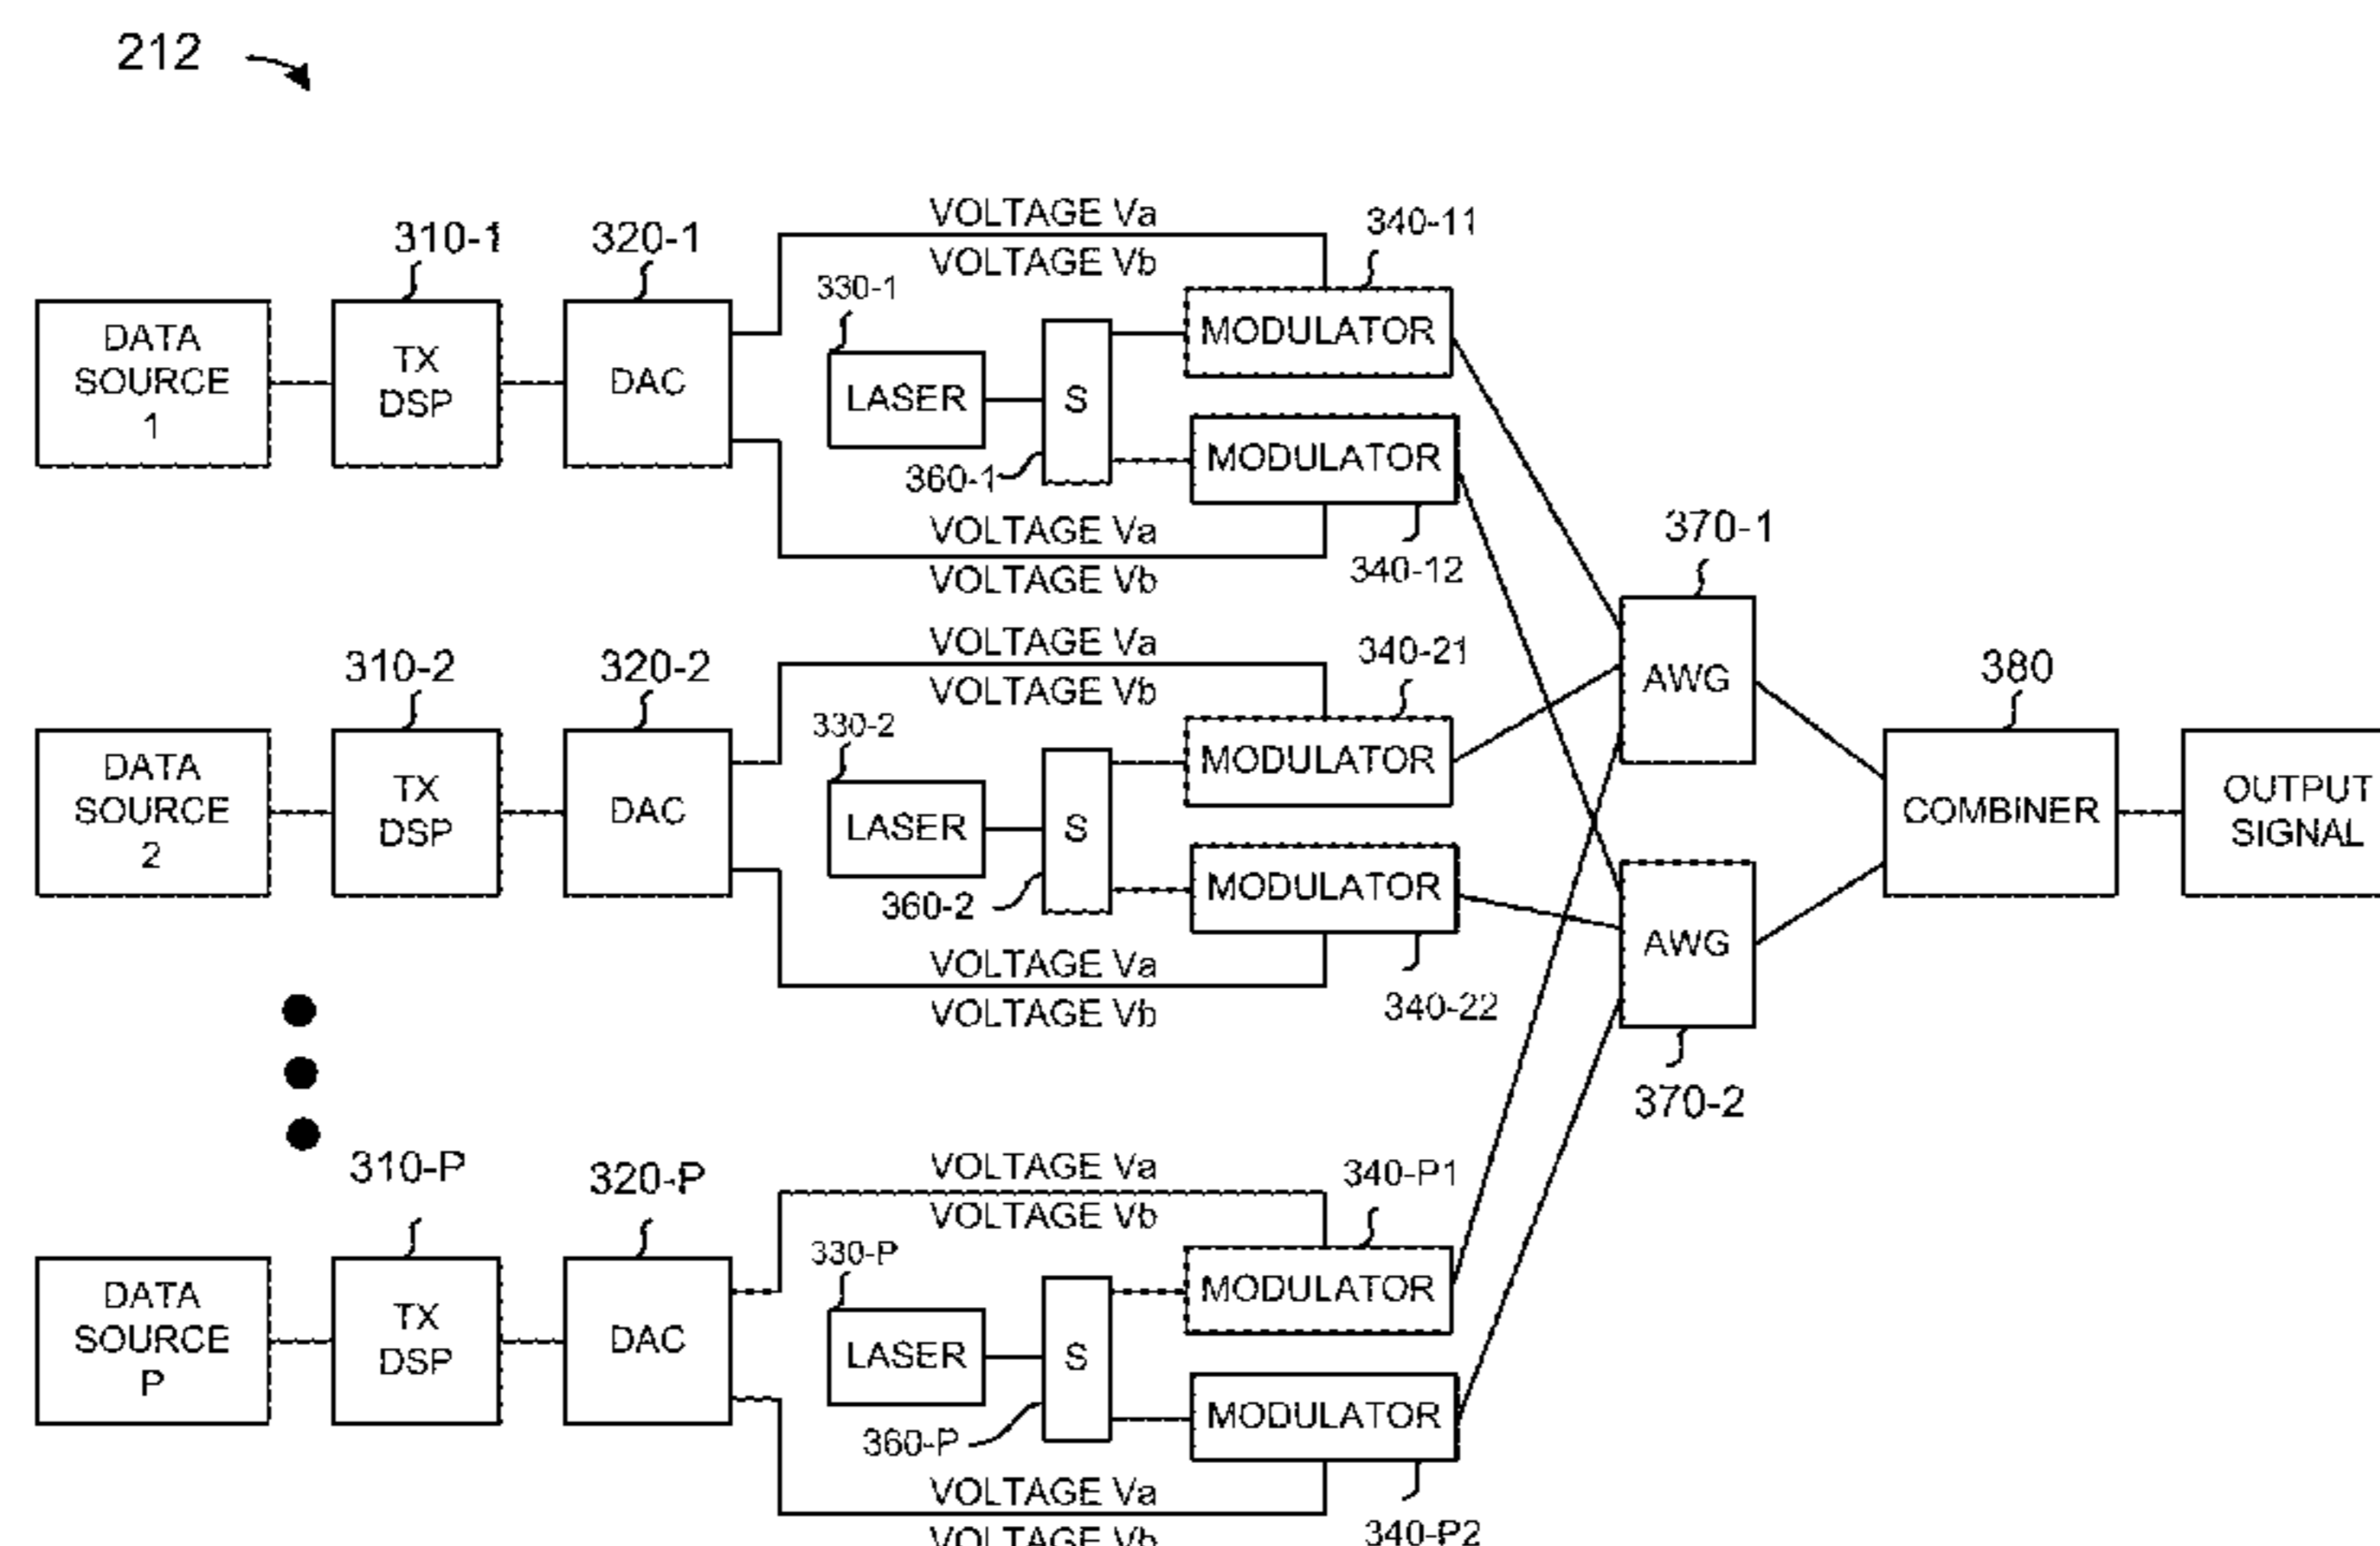 212
VOLTAGE Va
VOLTAGE Vb
310-1
320-1
330-1
340-11
DATA
SOURCE
1
TX
DSP
DAC
LASER
S
MODULATOR
MODULATOR
360-1
VOLTAGE Va
VOLTAGE Vb
340-12
370-1
VOLTAGE Va
VOLTAGE Vb
310-2
320-2
330-2
340-21
AWG
380
DATA
SOURCE
2
TX
DSP
DAC
LASER
S
MODULATOR
MODULATOR
COMBINER
OUTPUT
SIGNAL
360-2
VOLTAGE Va
VOLTAGE Vb
340-22
AWG
370-2
310-P
320-P
VOLTAGE Va
VOLTAGE Vb
330-P
340-P1
DATA
SOURCE
P
TX
DSP
DAC
LASER
S
MODULATOR
MODULATOR
360-P
VOLTAGE Va
VOLTAGE Vb
340-P2